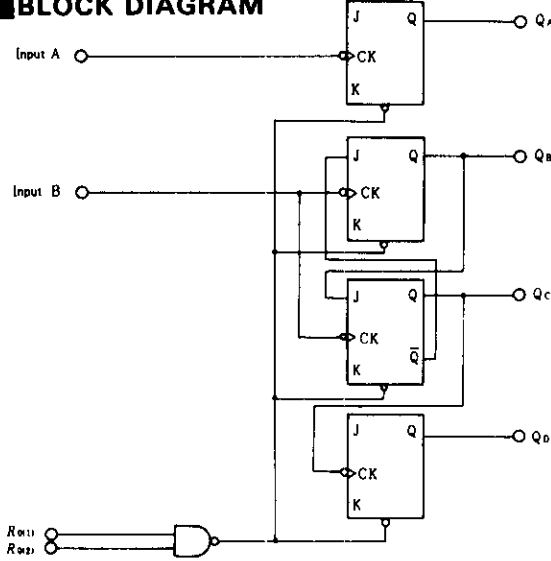 BLOCK DIAGRAM
J Q QA
Input A CK
K
J Q QB
Input B CK
K
J Q QC
CK
K Q̅
J Q QD
CK
K
R0(1)
R0(2)